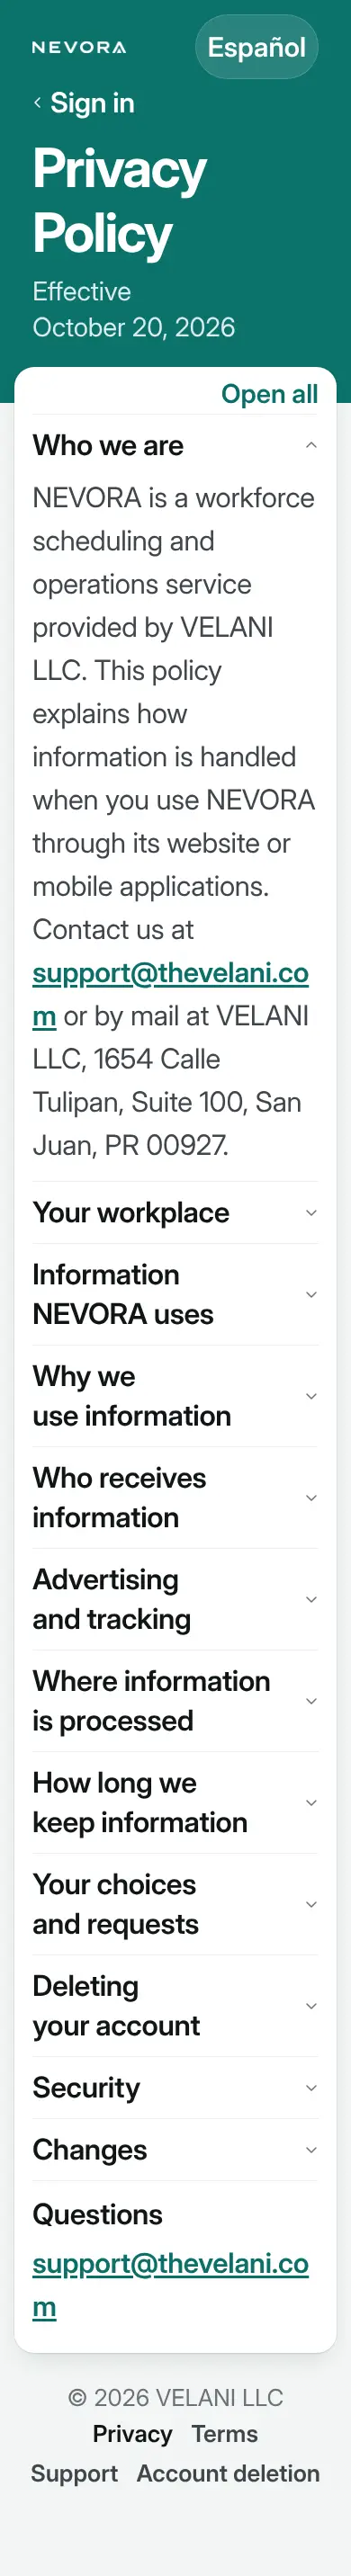 NEVORA
Español
Sign in
Privacy
Policy
Effective
October 20, 2026
Open all
Who we are
NEVORA is a workforce
scheduling and
operations service
provided by VELANI
LLC. This policy
explains how
information is handled
when you use NEVORA
through its website or
mobile applications.
Contact us at
support@thevelani.co
m or by mail at VELANI
LLC, 1654 Calle
Tulipan, Suite 100, San
Juan, PR 00927.
Your workplace
Information
NEVORA uses
Why we
use information
Who receives
information
Advertising
and tracking
Where information
is processed
How long we
keep information
Your choices
and requests
Deleting
your account
Security
Changes
Questions
support@thevelani.co
m
© 2026 VELANI LLC
Privacy Terms
Support Account deletion